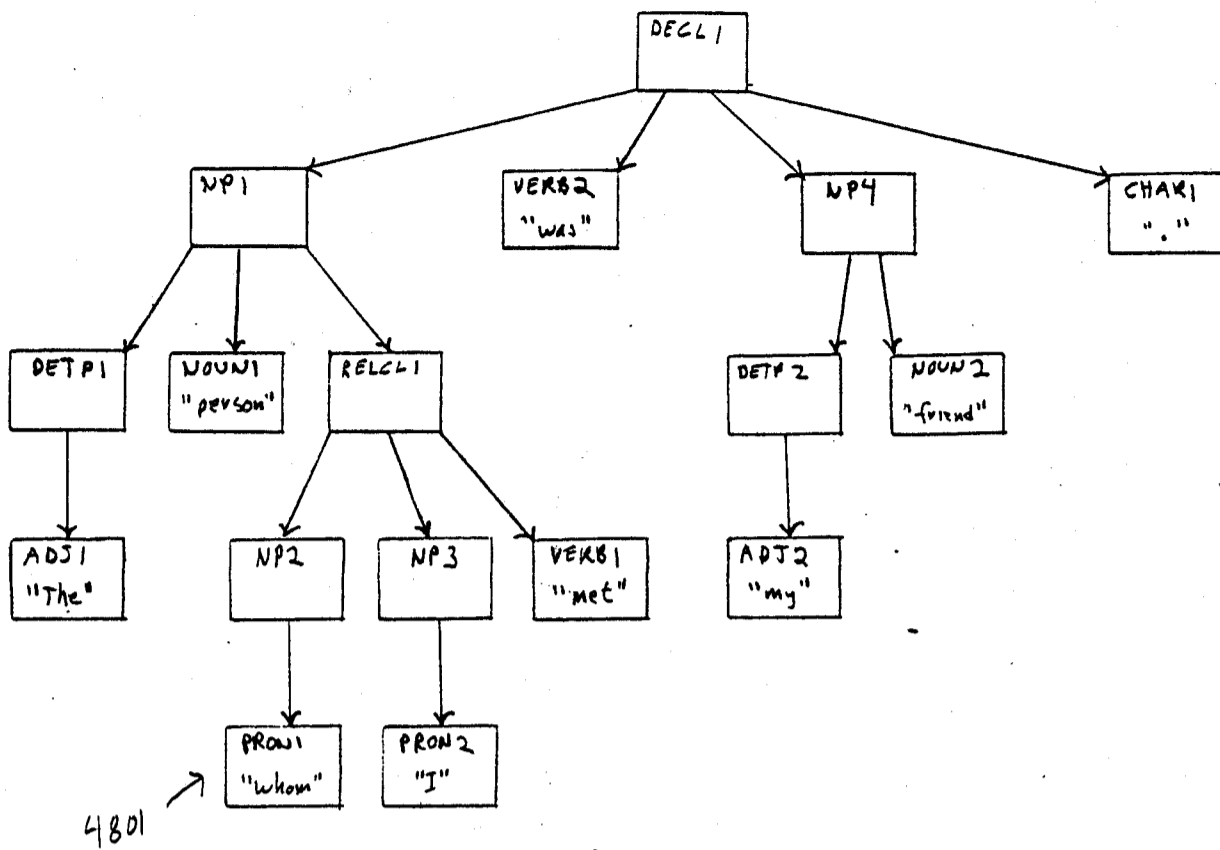 DECL1
NP1
VERB2
"was"
NP4
CHAR1
"."
DETP1
NOUN1
"person"
RELCL1
DETP2
NOUN2
"friend"
ADJ1
"The"
NP2
NP3
VERB1
"met"
ADJ2
"my"
PRON1
"whom"
PRON2
"I"
4801